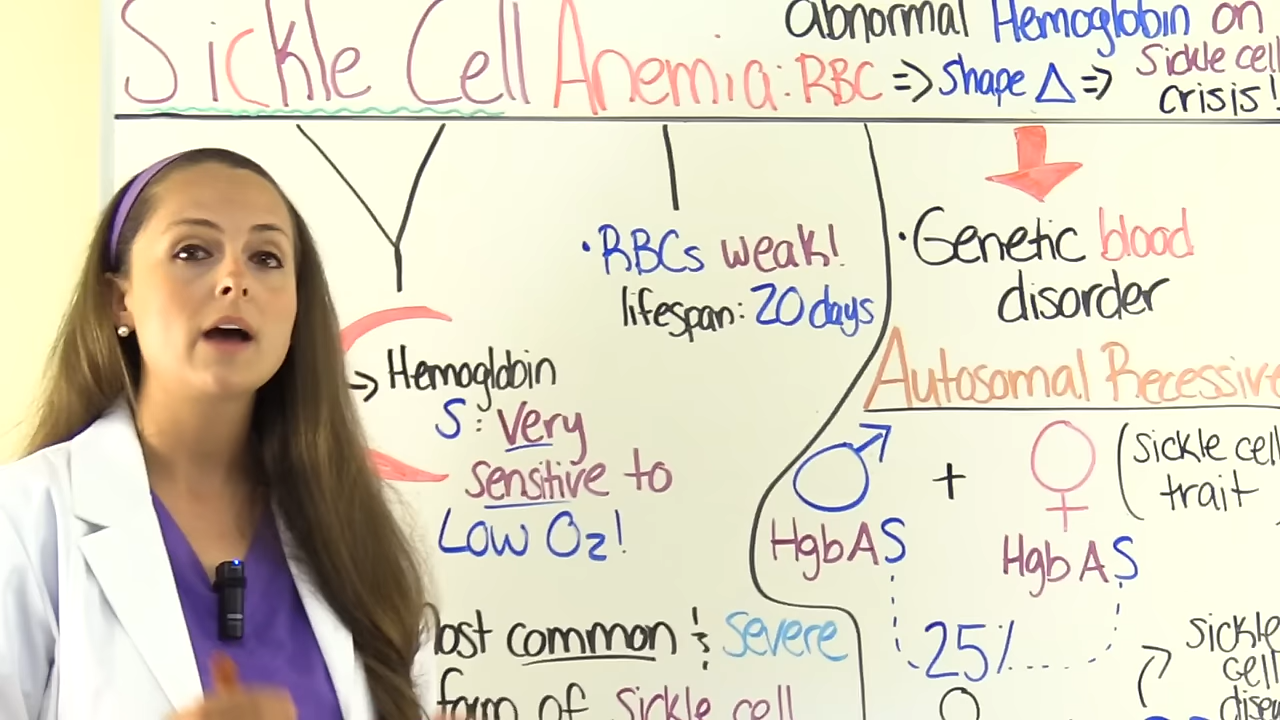 Sickle Cell Anemia: RBC => Shape Δ =>
abnormal Hemoglobin on
Sickle cell
crisis!
• RBCs weak!
lifespan: 20 days
→ Hemoglobin
S: Very
sensitive to
Low O₂!
ost common & Severe
form of Sickle cell
• Genetic blood
disorder
Autosomal Recessive
♂ + ♀ (sickle cell
trait
HgbAS HgbAS
25%
sickle
cell